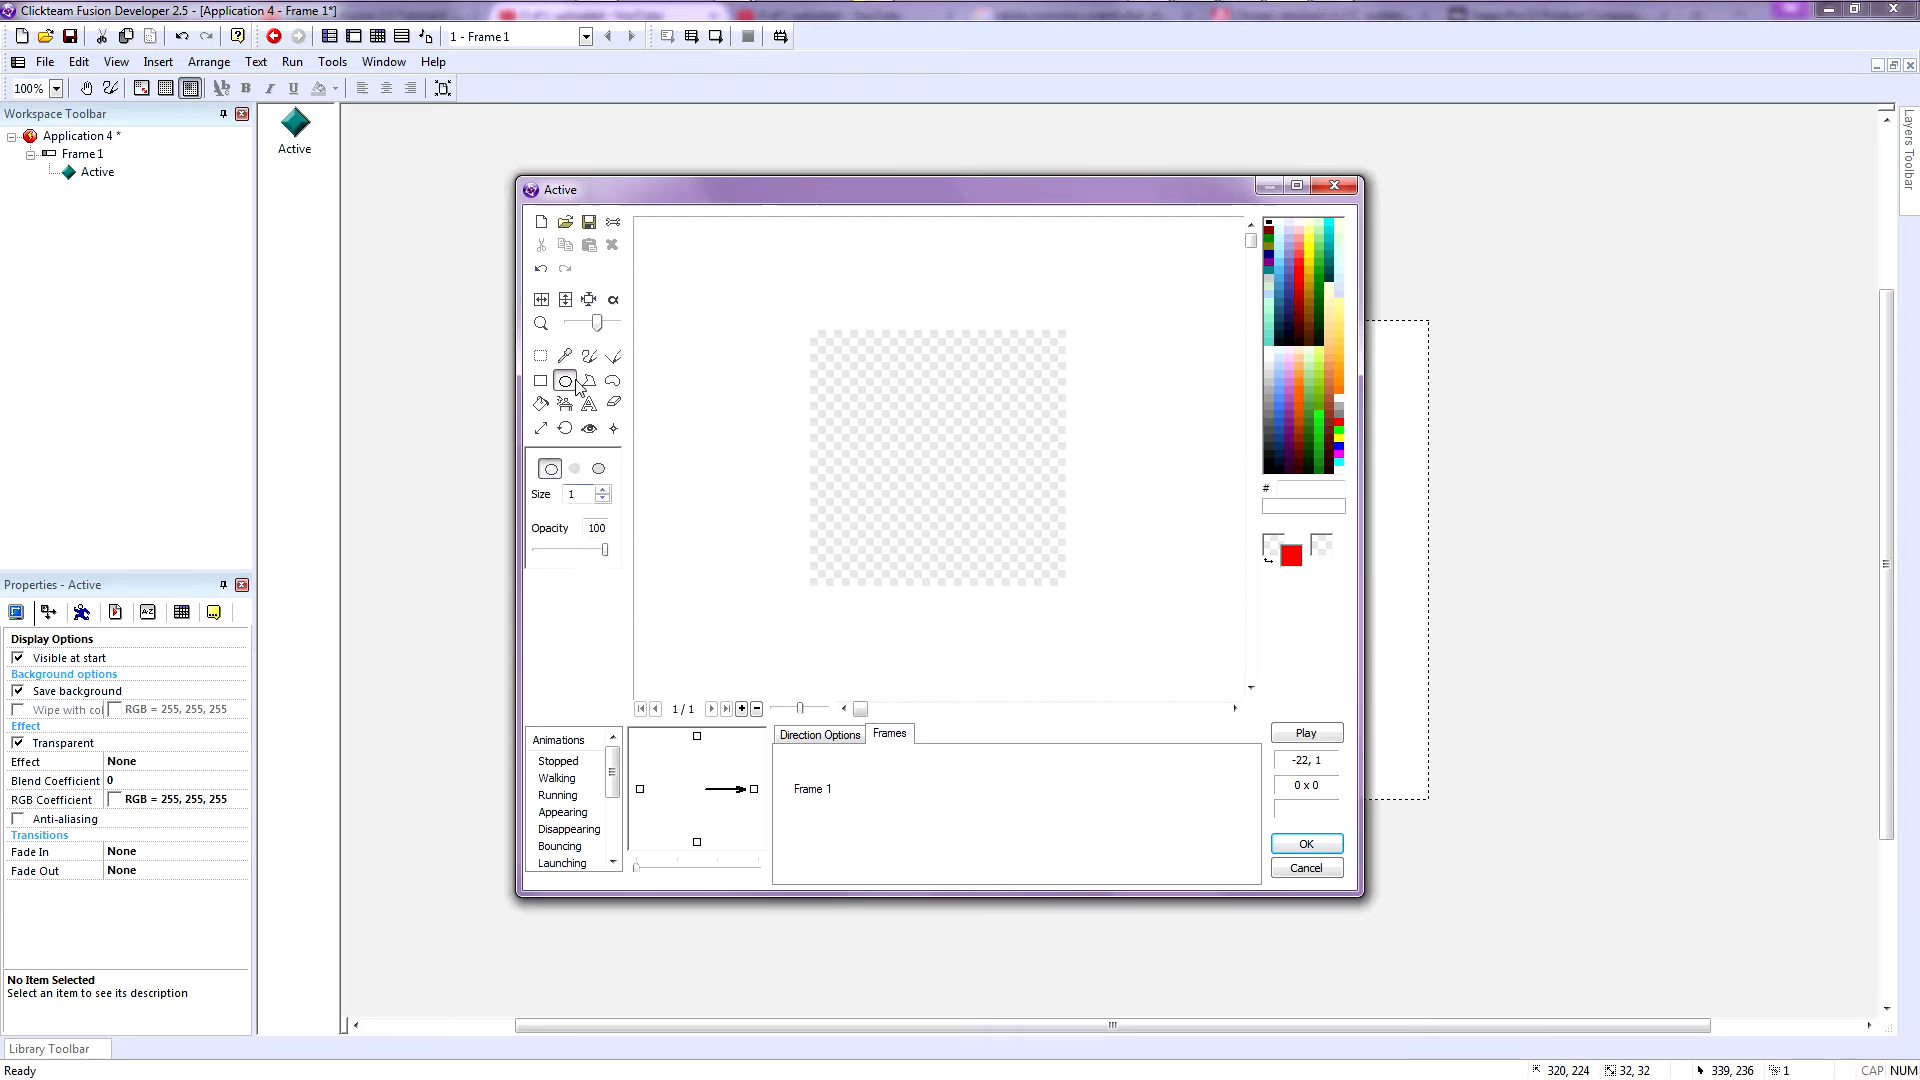 Clickteam Fusion Developer 2.5 - [Application 4 - Frame 1*]
1 - Frame 1
File Edit View Insert Arrange Text Run Tools Window Help
100%
Workspace Toolbar
Application 4 *
Frame 1
Active
Active
Layers Toolbar
Active
Size 1
Opacity 100
#
1 / 1
Animations
Stopped
Walking
Running
Appearing
Disappearing
Bouncing
Launching
Direction Options Frames
Frame 1
Play
-22, 1
0 x 0
OK
Cancel
Properties - Active
Display Options
Visible at start
Background options
Save background
Wipe with col RGB = 255, 255, 255
Effect
Transparent
Effect None
Blend Coefficient 0
RGB Coefficient RGB = 255, 255, 255
Anti-aliasing
Transitions
Fade In None
Fade Out None
No Item Selected
Select an item to see its description
Library Toolbar
Ready
320, 224 32, 32 339, 236 1 CAP NUM